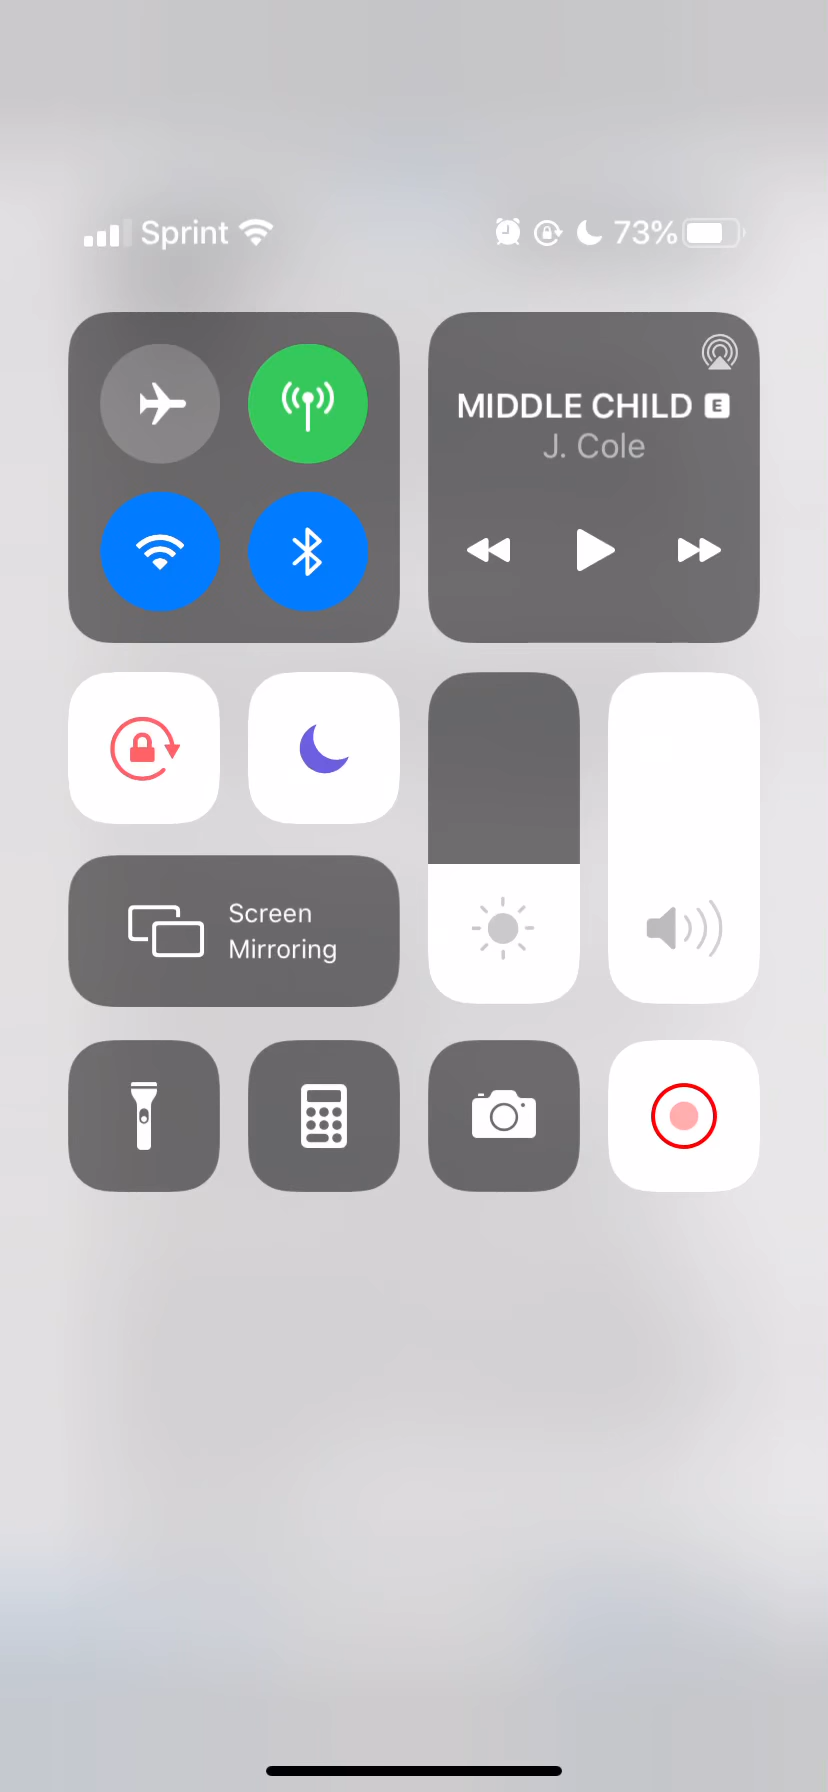 Sprint
73%
MIDDLE CHILD E
J. Cole
Screen
Mirroring